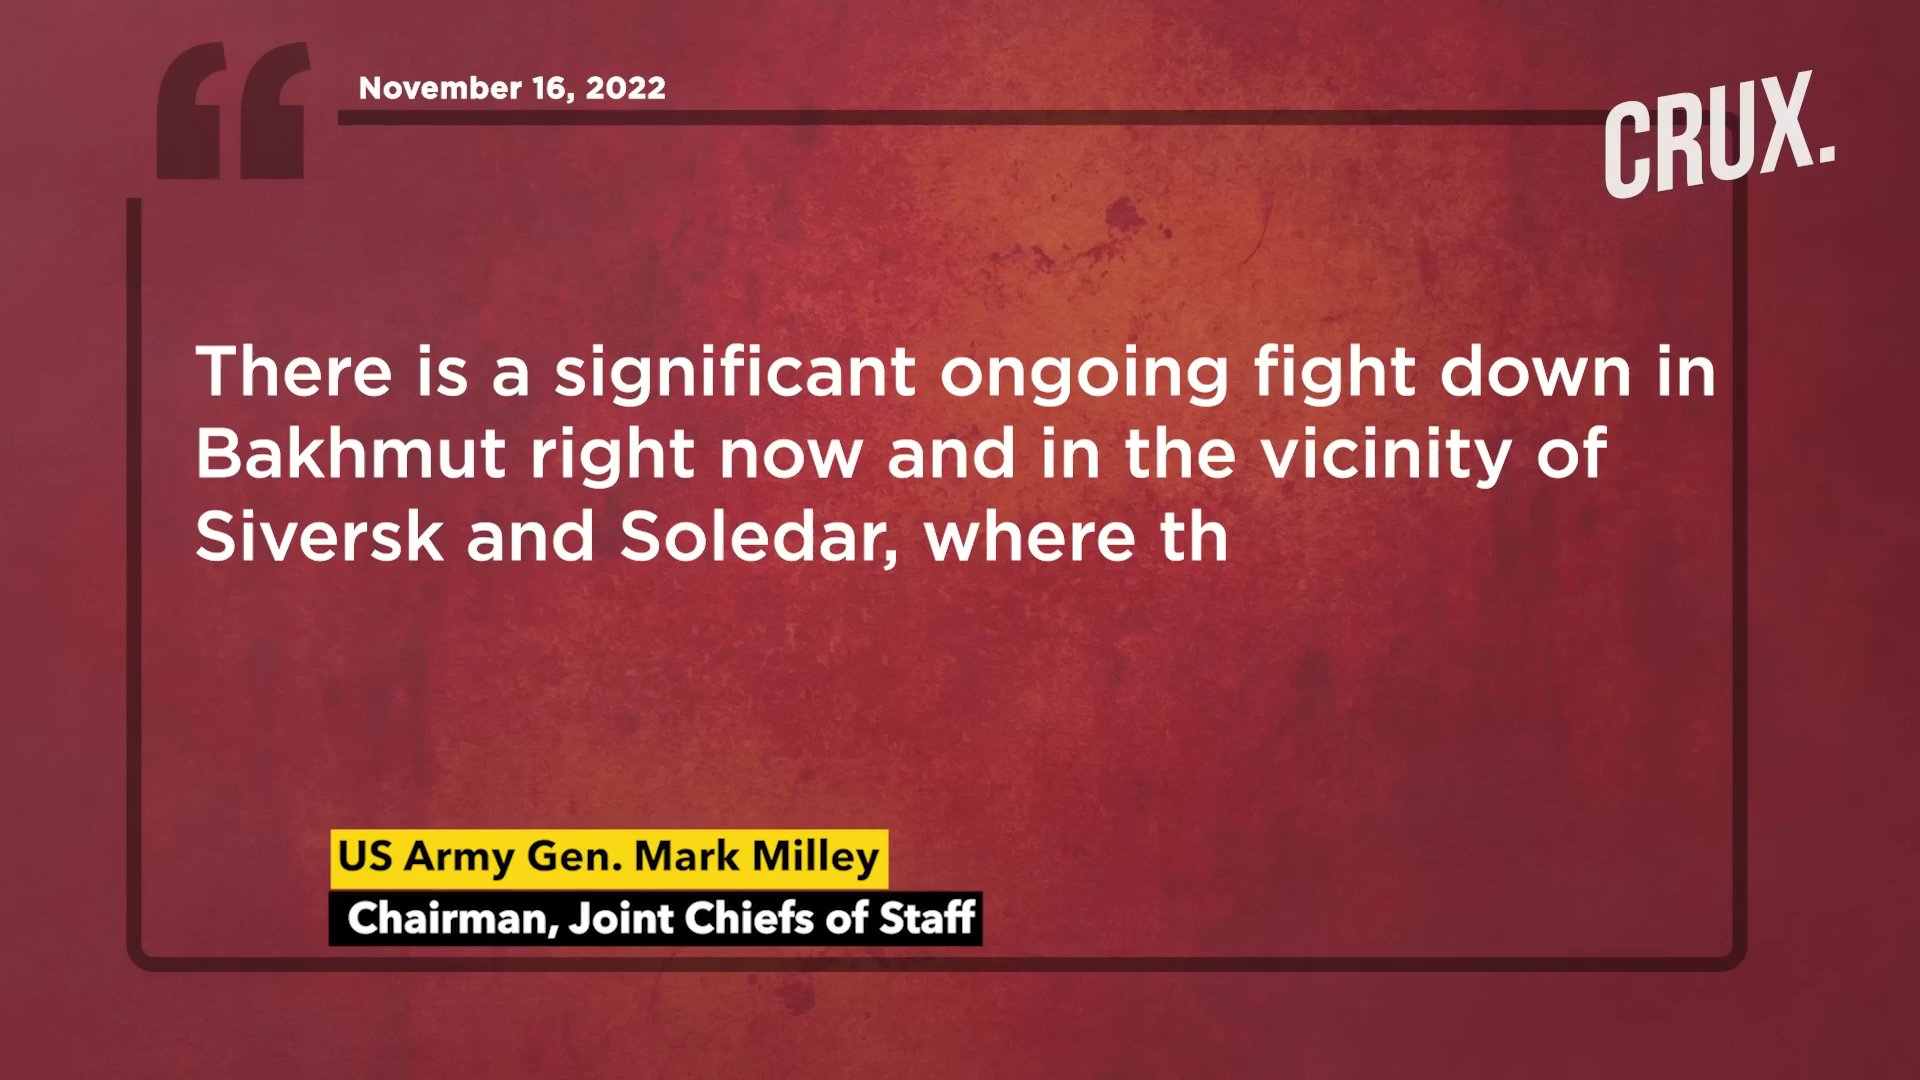 November 16, 2022
CRUX.
There is a significant ongoing fight down in
Bakhmut right now and in the vicinity of
Siversk and Soledar, where th
US Army Gen. Mark Milley
Chairman, Joint Chiefs of Staff